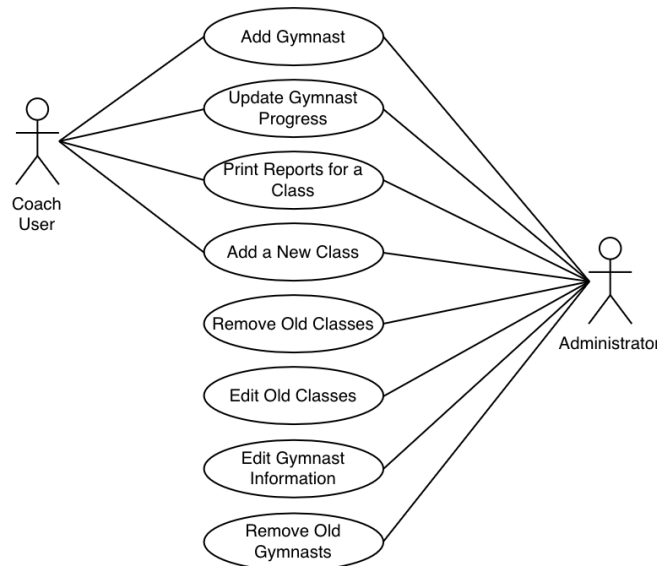 Add Gymnast
Update Gymnast
Progress
Print Reports for a
Class
Coach
User
Add a New Class
Remove Old Classes
Administrator
Edit Old Classes
Edit Gymnast
Information
Remove Old
Gymnasts